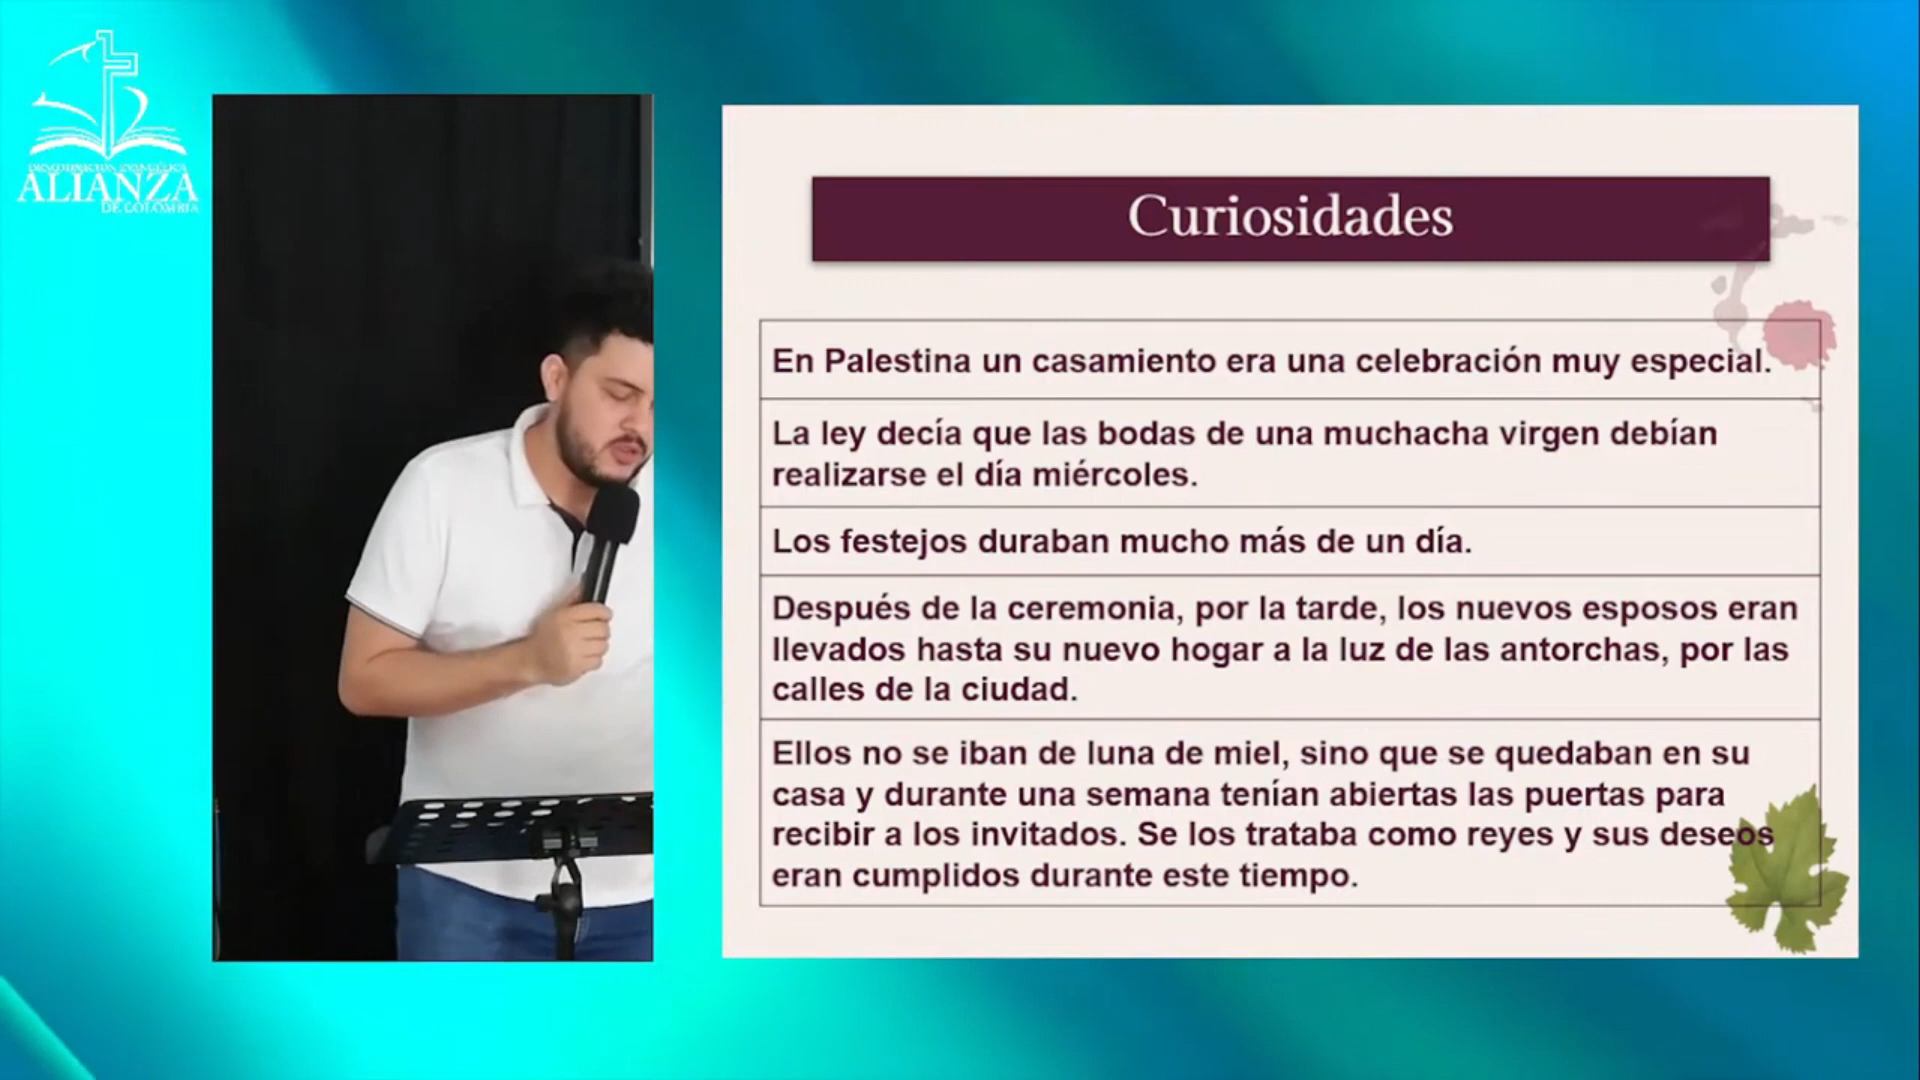 ALIANZA
DE COLOMBIA
Curiosidades
En Palestina un casamiento era una celebración muy especial.
La ley decía que las bodas de una muchacha virgen debían
realizarse el día miércoles.
Los festejos duraban mucho más de un día.
Después de la ceremonia, por la tarde, los nuevos esposos eran
llevados hasta su nuevo hogar a la luz de las antorchas, por las
calles de la ciudad.
Ellos no se iban de luna de miel, sino que se quedaban en su
casa y durante una semana tenían abiertas las puertas para
recibir a los invitados. Se los trataba como reyes y sus deseos
eran cumplidos durante este tiempo.